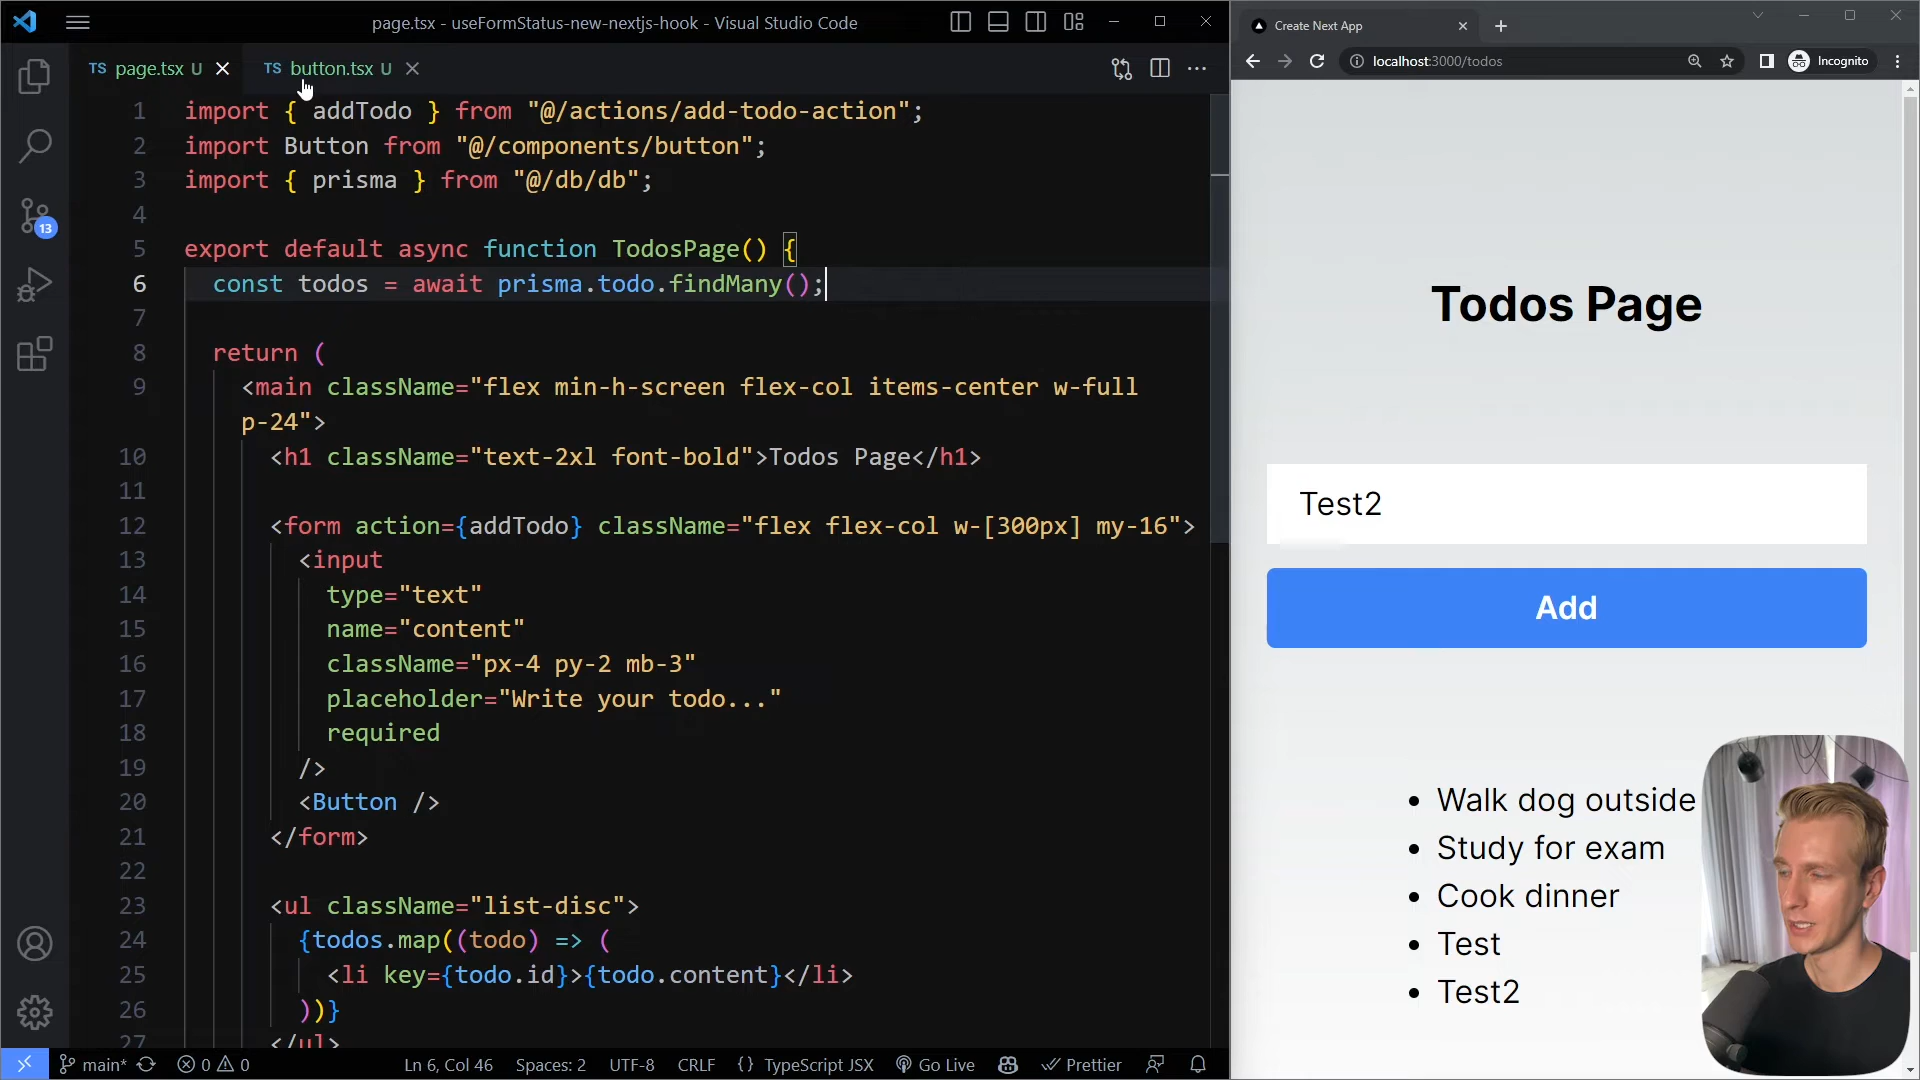 page.tsx - useFormStatus-new-nextjs-hook - Visual Studio Code
TS page.tsx U
TS button.tsx U
13
1 import { addTodo } from "@/actions/add-todo-action";
2 import Button from "@/components/button";
3 import { prisma } from "@/db/db";
4
5 export default async function TodosPage() {
6 const todos = await prisma.todo.findMany();
7
8 return (
9 <main className="flex min-h-screen flex-col items-center w-full
p-24">
10 <h1 className="text-2xl font-bold">Todos Page</h1>
11
12 <form action={addTodo} className="flex flex-col w-[300px] my-16">
13 <input
14 type="text"
15 name="content"
16 className="px-4 py-2 mb-3"
17 placeholder="Write your todo..."
18 required
19 />
20 <Button />
21 </form>
22
23 <ul className="list-disc">
24 {todos.map((todo) => (
25 <li key={todo.id}>{todo.content}</li>
26 ))}
27 </ul>
main* 0 0 Ln 6, Col 46 Spaces: 2 UTF-8 CRLF {} TypeScript JSX Go Live Prettier
Create Next App
localhost:3000/todos
Incognito
Todos Page
Test2
Add
• Walk dog outside
• Study for exam
• Cook dinner
• Test
• Test2